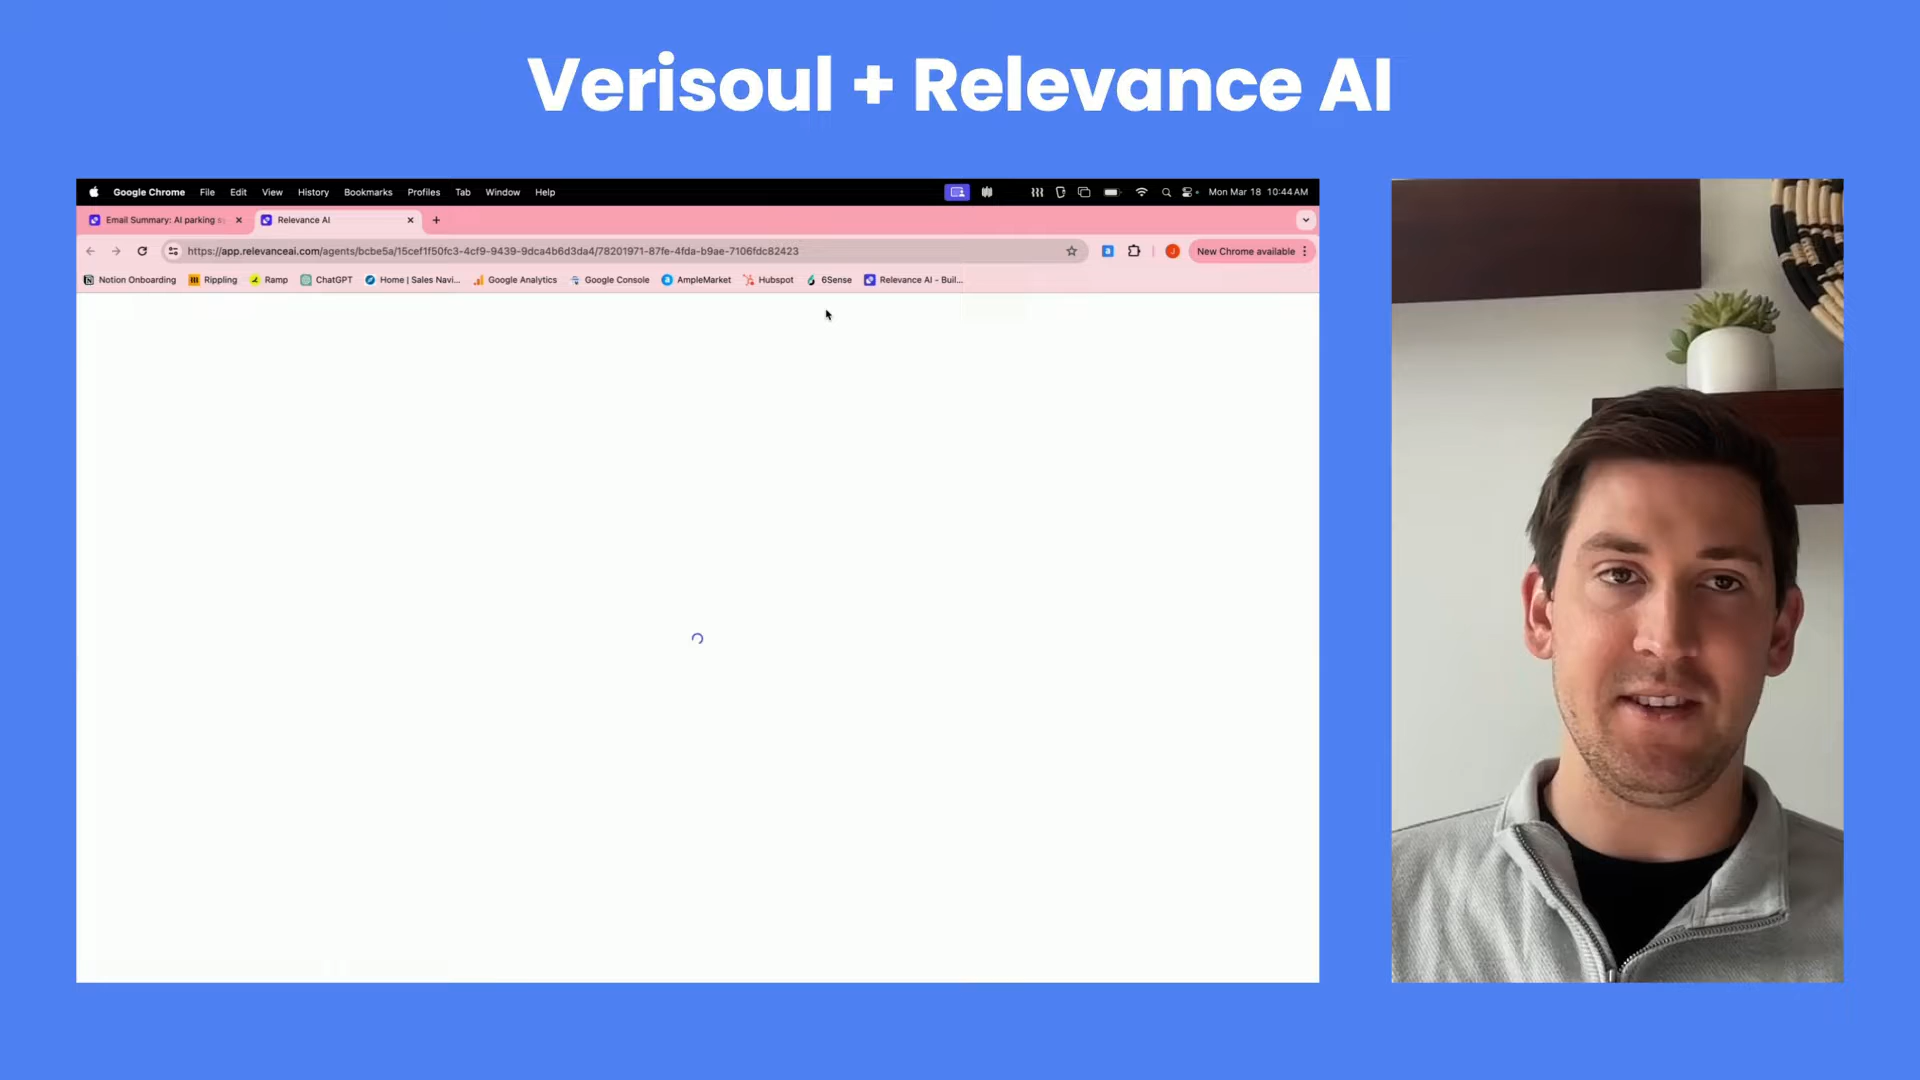 Verisoul + Relevance AI
Google Chrome File Edit View History Bookmarks Profiles Tab Window Help Mon Mar 18 10:44AM
Email Summary: AI parking Relevance AI
https://app.relevanceai.com/agents/bcbe5a/15cef1f50fc3-4cf9-9439-9dca4b6d3da4/78201971-87fe-4fda-b9ae-7106fdc82423 New Chrome available
Notion Onboarding Rippling Ramp ChatGPT Home | Sales Navi... Google Analytics Google Console AmpleMarket Hubspot 6Sense Relevance AI - Buil...